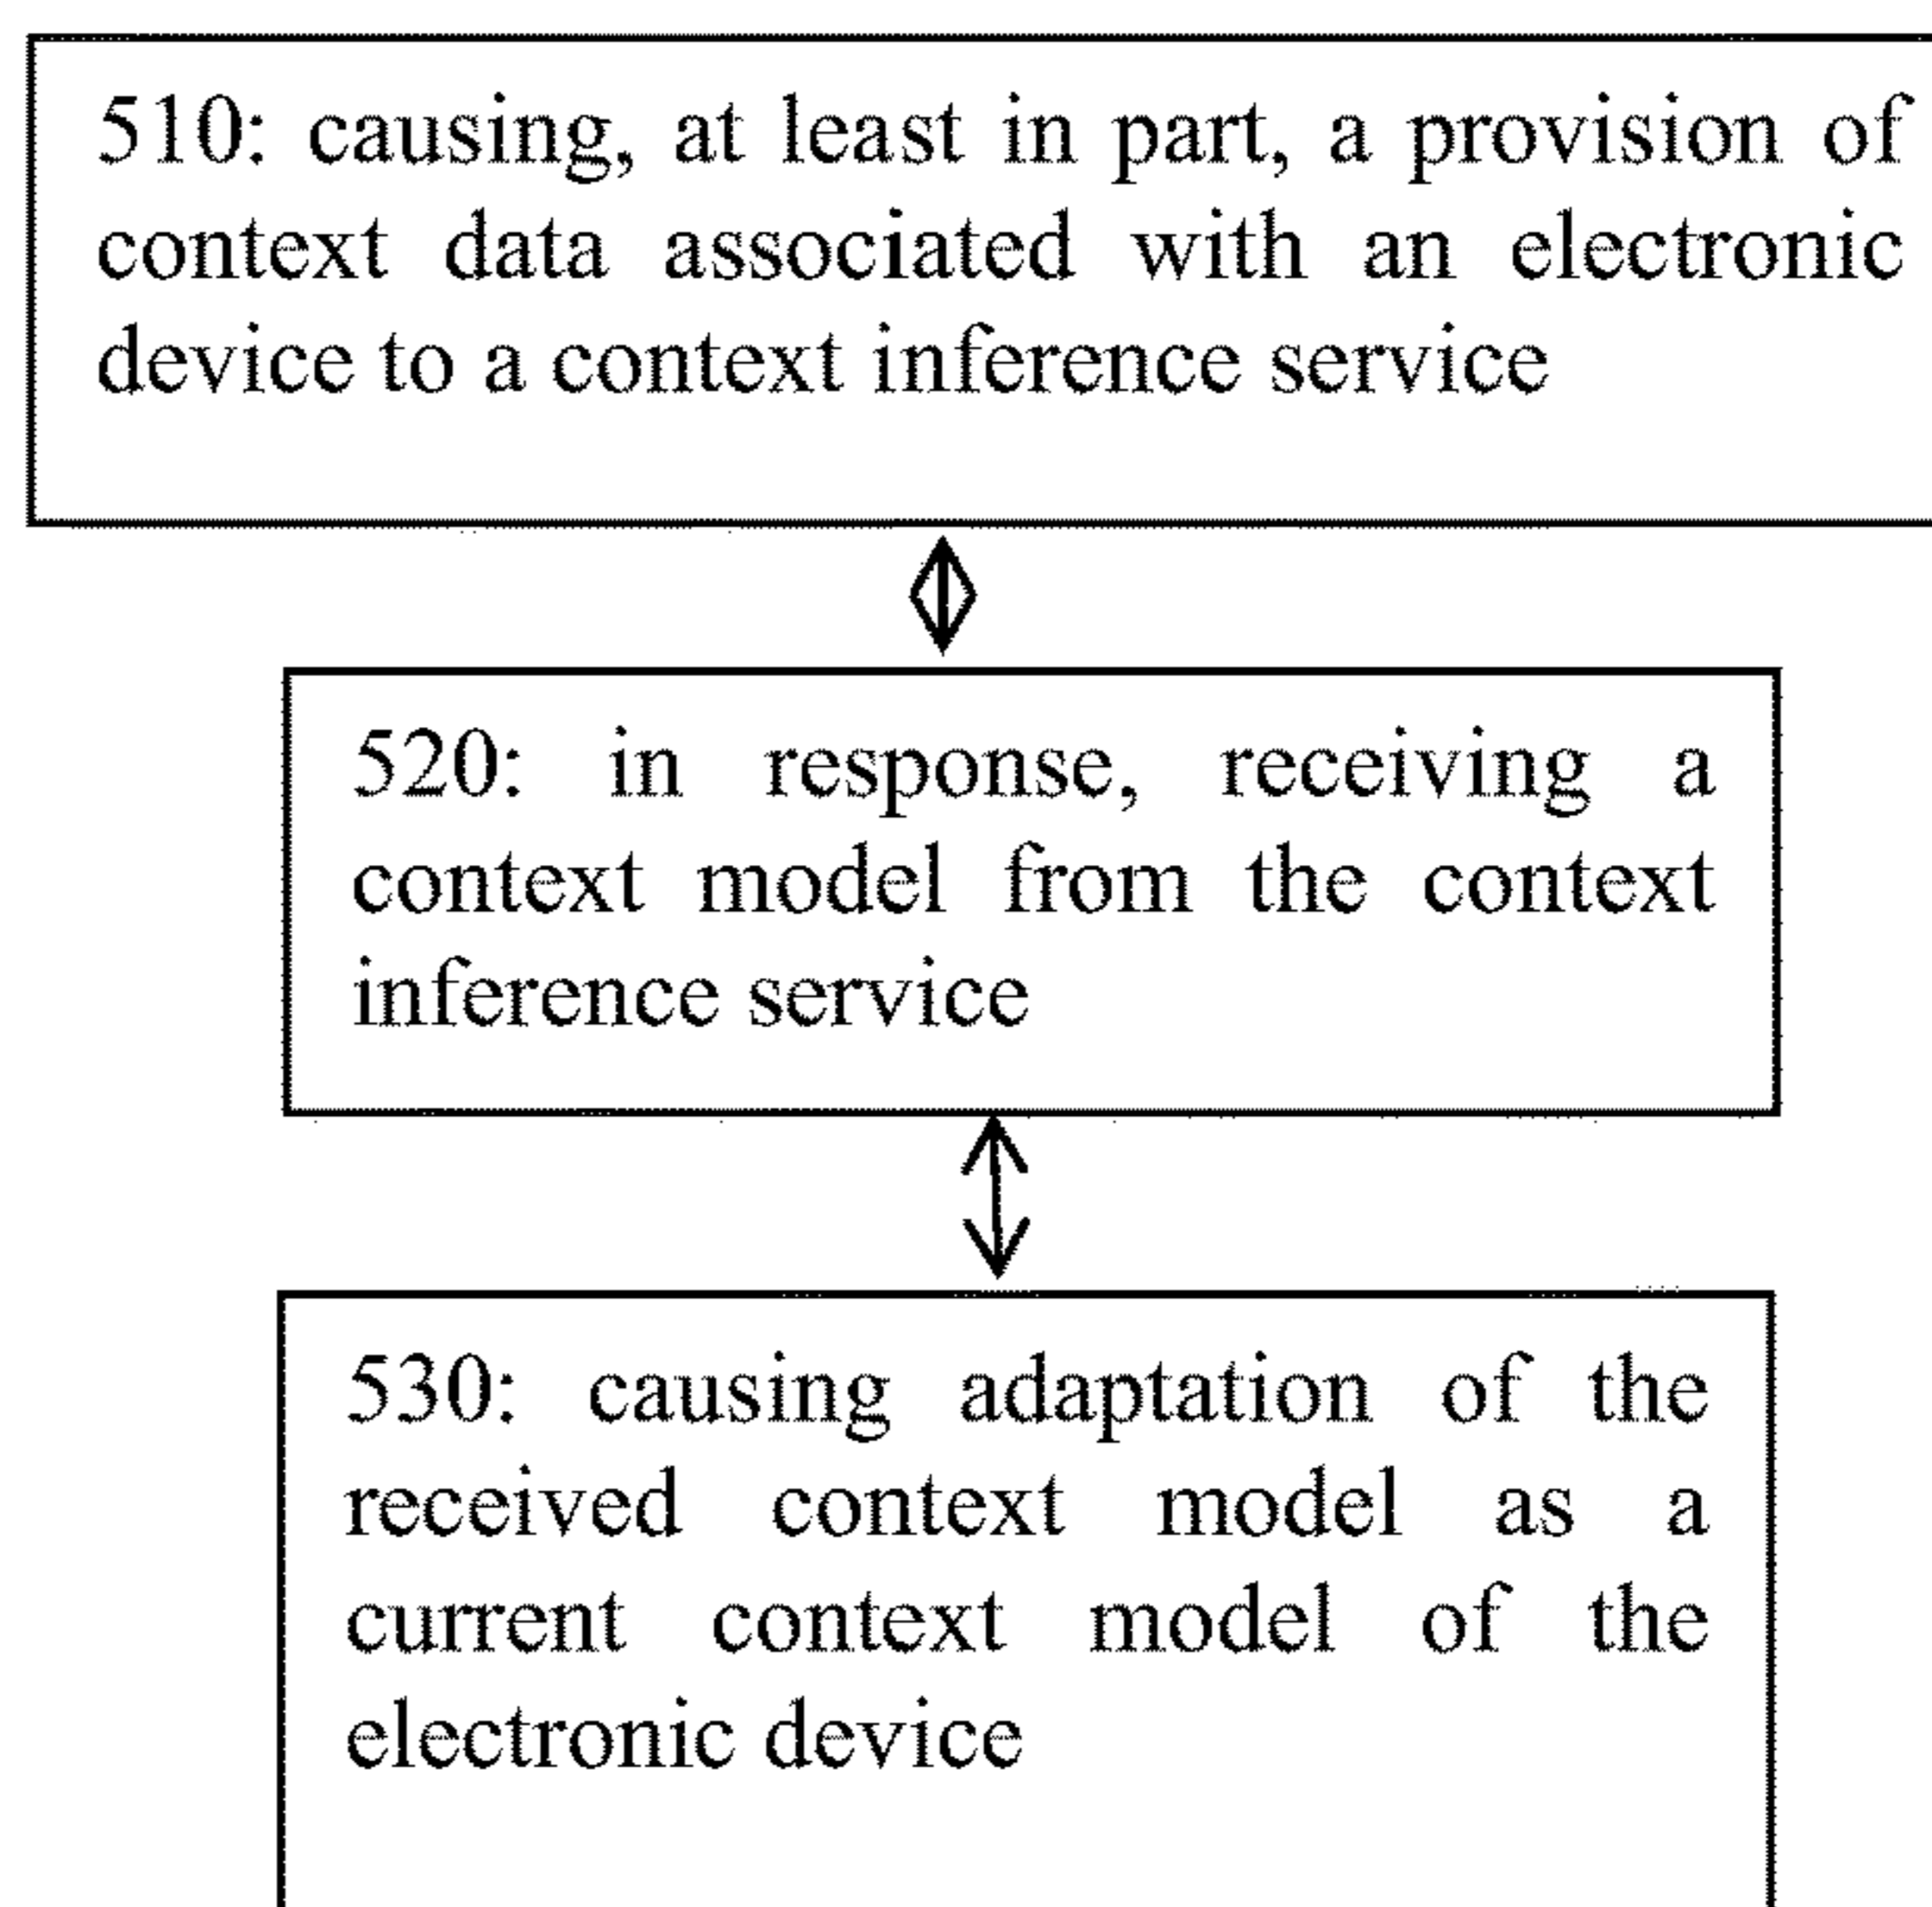 510: causing, at least in part, a provision of
context data associated with an electronic
device to a context inference service
520: in response, receiving a
context model from the context
inference service
530: causing adaptation of the
received context model as a
current context model of the
electronic device